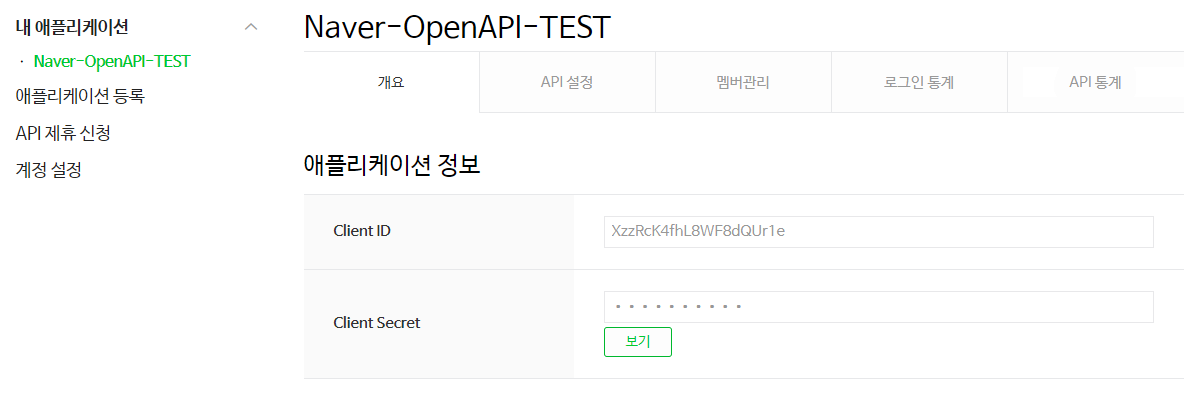 내 애플리케이션
· Naver-OpenAPI-TEST
애플리케이션 등록
API 제휴 신청
계정 설정
Naver-OpenAPI-TEST
개요 API 설정 멤버관리 로그인 통계 API 통계
애플리케이션 정보
Client ID XzzRcK4fhL8WF8dQUr1e
Client Secret ••••••••••
보기